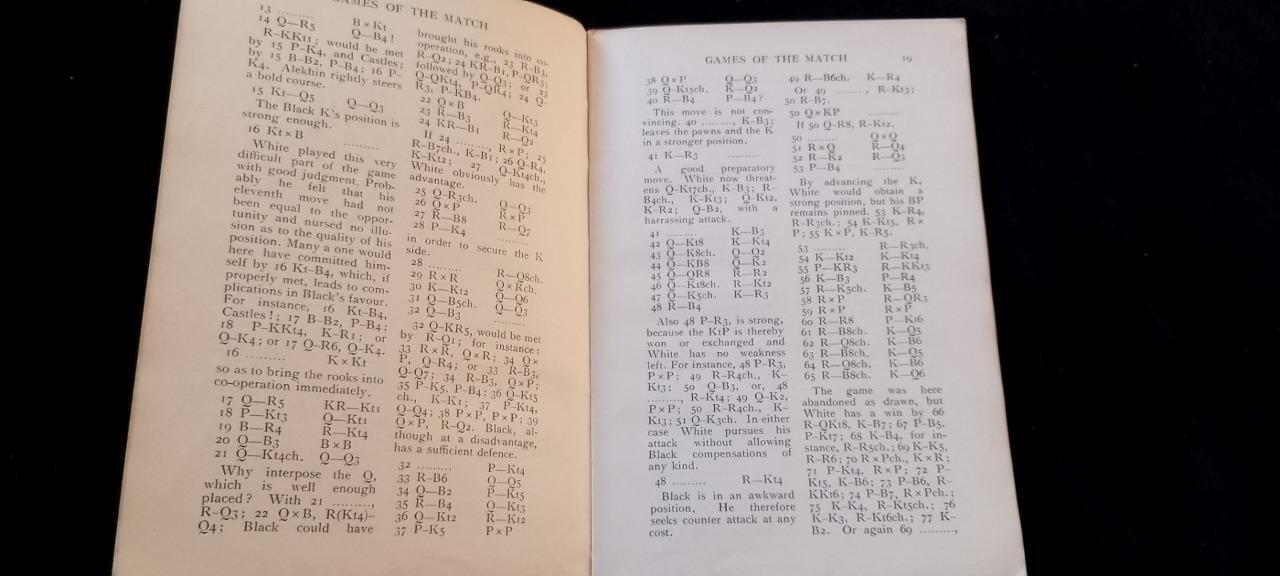 GAMES OF THE MATCH
13 ......... B × Kt
14 Q—R5 Q—B4!
R-KKt1; would be met
by 15 P-K4, and Castles;
by 15 B-B2, P-B4; 16 P-
K4. Alekhin rightly steers
a bold course.
15 Kt—Q5 Q—Q3
The Black K's position is
strong enough.
16 Kt × B
White played this very
difficult part of the game
with good judgment. Prob-
ably he felt that his
eleventh move had not
been equal to the oppor-
tunity and nursed no illu-
sion as to the quality of his
position. Many a one would
here have committed him-
self by 16 Kt-B4, which, if
properly met, leads to com-
plications in Black's favour.
For instance, 16 Kt-B4,
Castles!; 17 B-B2, P-B4;
18 P-KKt4, K-R1; or
Q-K4; or 17 Q-R6, Q-K4.
16 ......... K × Kt
so as to bring the rooks into
co-operation immediately.
17 Q—R5 KR—Kt1
18 P—Kt3 Q—Kt1
19 B—R4 R—Kt4
20 Q—B3 B × B
21 Q—Kt4ch. Q—Q3
Why interpose the Q,
which is well enough
placed? With 21 .........,
R-Q3; 22 Q×B, R(Kt4)-
Q4; Black could have
brought his rooks into co-
operation, e.g., 23 R-B3,
R-Q2; 24 KR-B1, P-QR3;
followed by Q-Q3; or 23
Q-QKt4, P-QR4; 24 Q-
R3, P-KB4.
22 Q × B
23 R—B3 Q—Kt3
24 KR—B1 R—Kt4
R—Q2
If 24 ........., R×P; 25
R-B7ch., K-B1; 26 Q-R4,
K-Kt2; 27 Q-Kt4ch.,
White obviously has the
advantage.
25 Q—R3ch.
26 Q×P Q—Q3
27 R—B8 R × P
28 P—K4 R—Q7
in order to secure the K
side.
28 .........
29 R × R R—Q8ch.
30 K—Kt2 Q × Rch.
31 Q—B5ch. Q—Q6
32 Q—B3 Q—Q3
32 Q-KR5, would be met
by R-Q1; for instance:
33 R×R, Q×R; 34 Q×
P, Q-R4; or 33 R-B3,
Q-Q7; 34 R-B3, Q×P;
35 P-K5, P-B4; 36 Q-Kt5
ch., K-K1; 37 P-Kt4,
Q-Q4; 38 P×P, P×P; 39
Q×P, R-Q2. Black, al-
though at a disadvantage,
has a sufficient defence.
32 ......... P—Kt4
33 R-B6 Q—Q5
34 Q—B2 P—Kt5
35 R—B4 Q—Kt3
36 Q—Kt2 R—Kt2
37 P—K5 P × P
GAMES OF THE MATCH 19
38 Q × P Q—Q3
39 Q-Kt5ch. K—Q2
40 R—B4 P—B4?
This move is not con-
vincing. 40 ........., K-B3;
leaves the pawns and the K
in a stronger position.
41 K—R3 .........
A good preparatory
move. White now threat-
ens Q-Kt7ch., K-B3; R-
B4ch., K-Kt3; Q-Kt2,
K-R2; Q-B2, with a
harrassing attack.
41 ......... K—B3
42 Q—Kt8 K—Kt4
43 Q—K8ch. Q—Q2
44 Q—KB8 Q—K2
45 Q—QR8 R—R2
46 Q—Kt8ch. R—Kt2
47 Q—K5ch. K—R3
48 R—B4
Also 48 P-R3, is strong,
because the KtP is thereby
won or exchanged and
White has no weakness
left. For instance, 48 P-R3,
P×P; 49 R-R4ch., K-
Kt3; 50 Q-B3, or, 48
........., R-Kt4; 49 Q-K2,
P×P; 50 R-R4ch., K-
Kt3; 51 Q-K3ch. In either
case White pursues his
attack without allowing
Black compensations of
any kind.
48 ......... R—Kt4
Black is in an awkward
position. He therefore
seeks counter attack at any
cost.
49 R—B6ch. K—R4
Or 49 ........., R-Kt3;
50 R-B7.
50 Q × KP
If 50 Q-R8, R-Kt2.
50 ......... Q × Q
51 R × Q R—Q4
52 R—K2 R—Q3
53 P—B4 .........
By advancing the K,
White would obtain a
strong position, but his BP
remains pinned. 53 K-R4,
R-R3ch.; 54 K-Kt5, R×
P; 55 K×P, K-R5.
53 ......... R—R3ch.
54 K—Kt2 K—Kt4
55 P—KR3 R—KKt3
56 K—B3 P—R4
57 R—K5ch. K—B5
58 R × P R—QR3
59 R × P R × P
60 R—R8 P—Kt6
61 R—B8ch. K—Q5
62 R—Q8ch. K—B6
63 R—B8ch. K—Q5
64 R—Q8ch. K—B6
65 R—B8ch. K—Q6
The game was here
abandoned as drawn, but
White has a win by 66
R-QKt8, K-B7; 67 P-B5,
P-Kt7; 68 K-B4, for in-
stance, R-R5ch.; 69 K-K5,
R-R6; 70 R×Pch., K×R;
71 P-Kt4, R×P; 72 P-
Kt5, K-B6; 73 P-B6, R-
KKt6; 74 P-B7, R×Pch.;
75 K-K4, R-Kt5ch.; 76
K-K3, R-Kt6ch.; 77 K-
B2. Or again 69 .........,